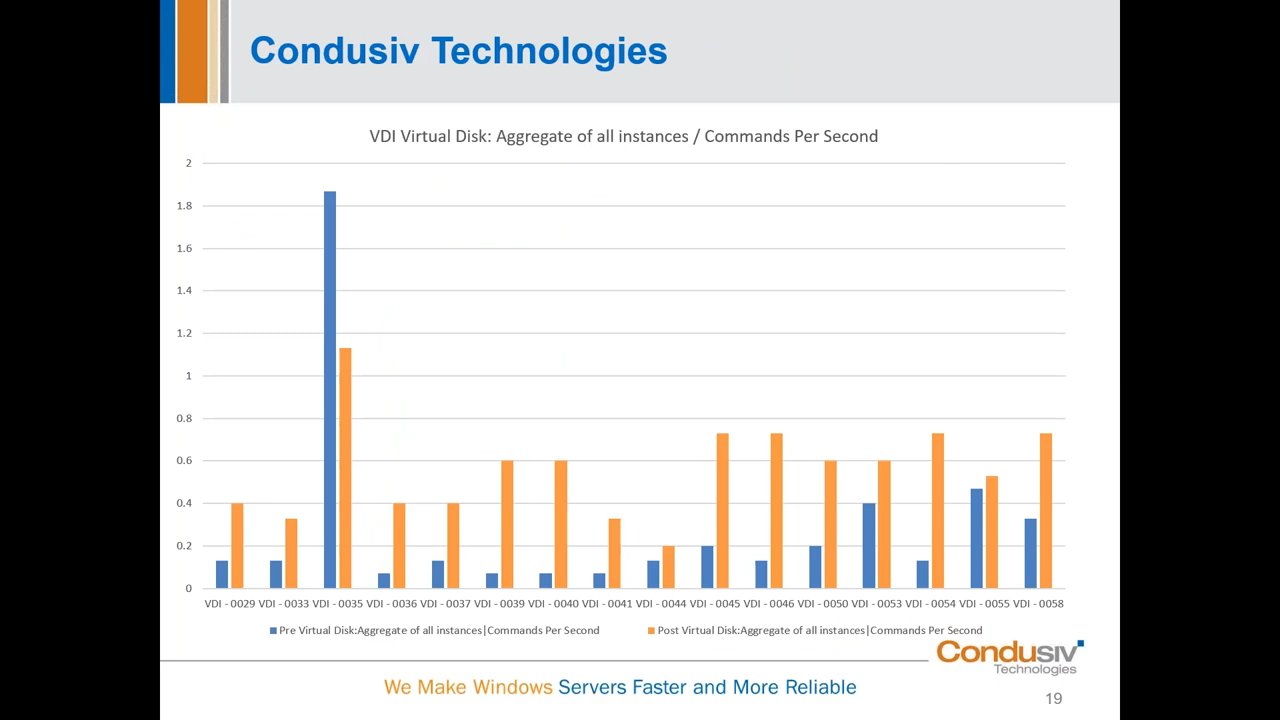 Condusiv Technologies
VDI Virtual Disk: Aggregate of all instances / Commands Per Second
2
1.8
1.6
1.4
1.2
1
0.8
0.6
0.4
0.2
0
VDI - 0029 VDI - 0033 VDI - 0035 VDI - 0036 VDI - 0037 VDI - 0039 VDI - 0040 VDI - 0041 VDI - 0044 VDI - 0045 VDI - 0046 VDI - 0050 VDI - 0053 VDI - 0054 VDI - 0055 VDI - 0058
Pre Virtual Disk:Aggregate of all instances|Commands Per Second Post Virtual Disk:Aggregate of all instances|Commands Per Second
Condusiv
Technologies
We Make Windows Servers Faster and More Reliable
19